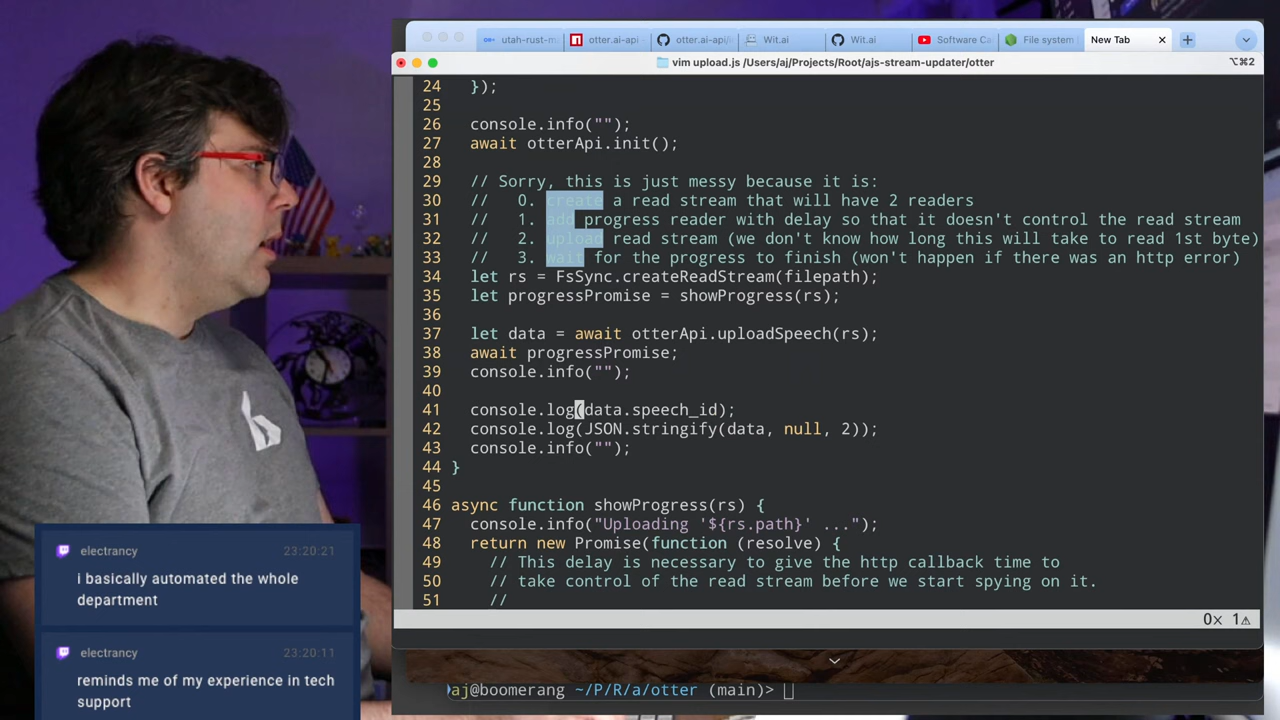 utah-rust-m
otter.ai-api
otter.ai-api/
Wit.ai
Wit.ai
Software Ca
File system
New Tab
vim upload.js /Users/aj/Projects/Root/ajs-stream-updater/otter
⌥⌘2
24 });
25
26 console.info("");
27 await otterApi.init();
28
29 // Sorry, this is just messy because it is:
30 // 0. create a read stream that will have 2 readers
31 // 1. add progress reader with delay so that it doesn't control the read stream
32 // 2. upload read stream (we don't know how long this will take to read 1st byte)
33 // 3. wait for the progress to finish (won't happen if there was an http error)
34 let rs = FsSync.createReadStream(filepath);
35 let progressPromise = showProgress(rs);
36
37 let data = await otterApi.uploadSpeech(rs);
38 await progressPromise;
39 console.info("");
40
41 console.log(data.speech_id);
42 console.log(JSON.stringify(data, null, 2));
43 console.info("");
44 }
45
46 async function showProgress(rs) {
47 console.info("Uploading '${rs.path}' ...");
48 return new Promise(function (resolve) {
49 // This delay is necessary to give the http callback time to
50 // take control of the read stream before we start spying on it.
51 //
0× 1⚠
aj@boomerang ~/P/R/a/otter (main)>
electrancy 23:20:21
i basically automated the whole
department
electrancy 23:20:11
reminds me of my experience in tech
support